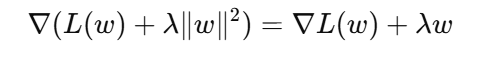 ∇(L(w) + λ‖w‖²) = ∇L(w) + λw